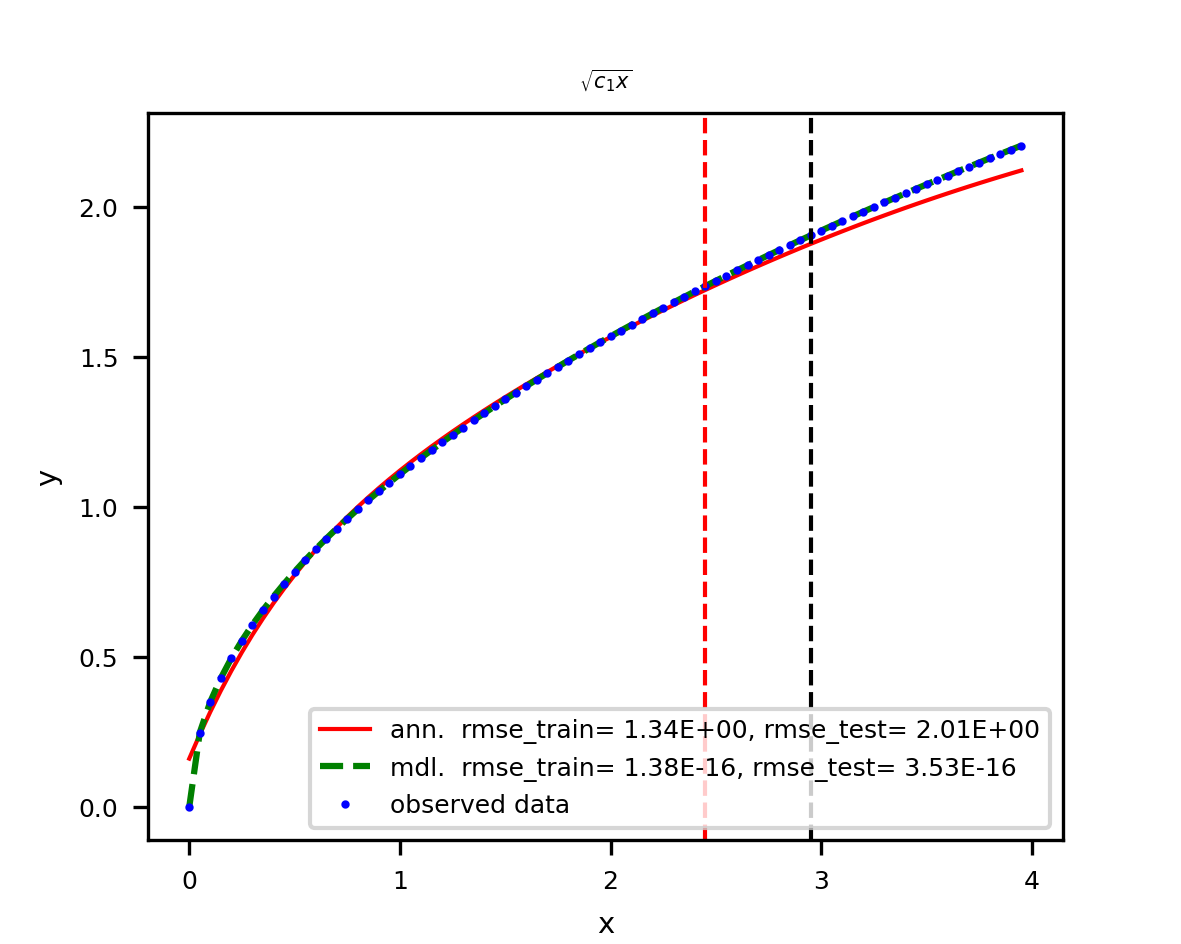 √c₁x
2.0
1.5
1.0
0.5
0.0
y
ann. rmse_train= 1.34E+00, rmse_test= 2.01E+00
mdl. rmse_train= 1.38E-16, rmse_test= 3.53E-16
observed data
0 1 2 3 4
x